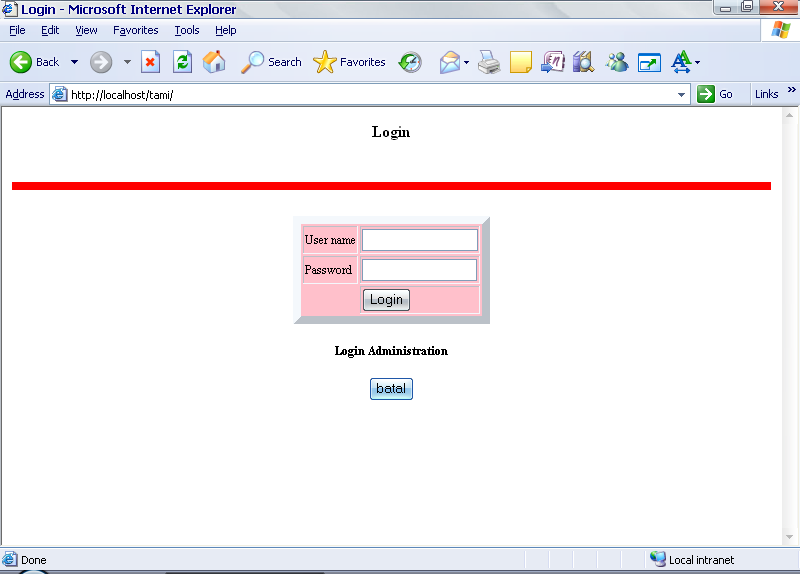 Login - Microsoft Internet Explorer
File Edit View Favorites Tools Help
Back Search Favorites
Address http://localhost/tami/ Go Links »
Login
User name
Password
Login
Login Administration
batal
Done Local intranet